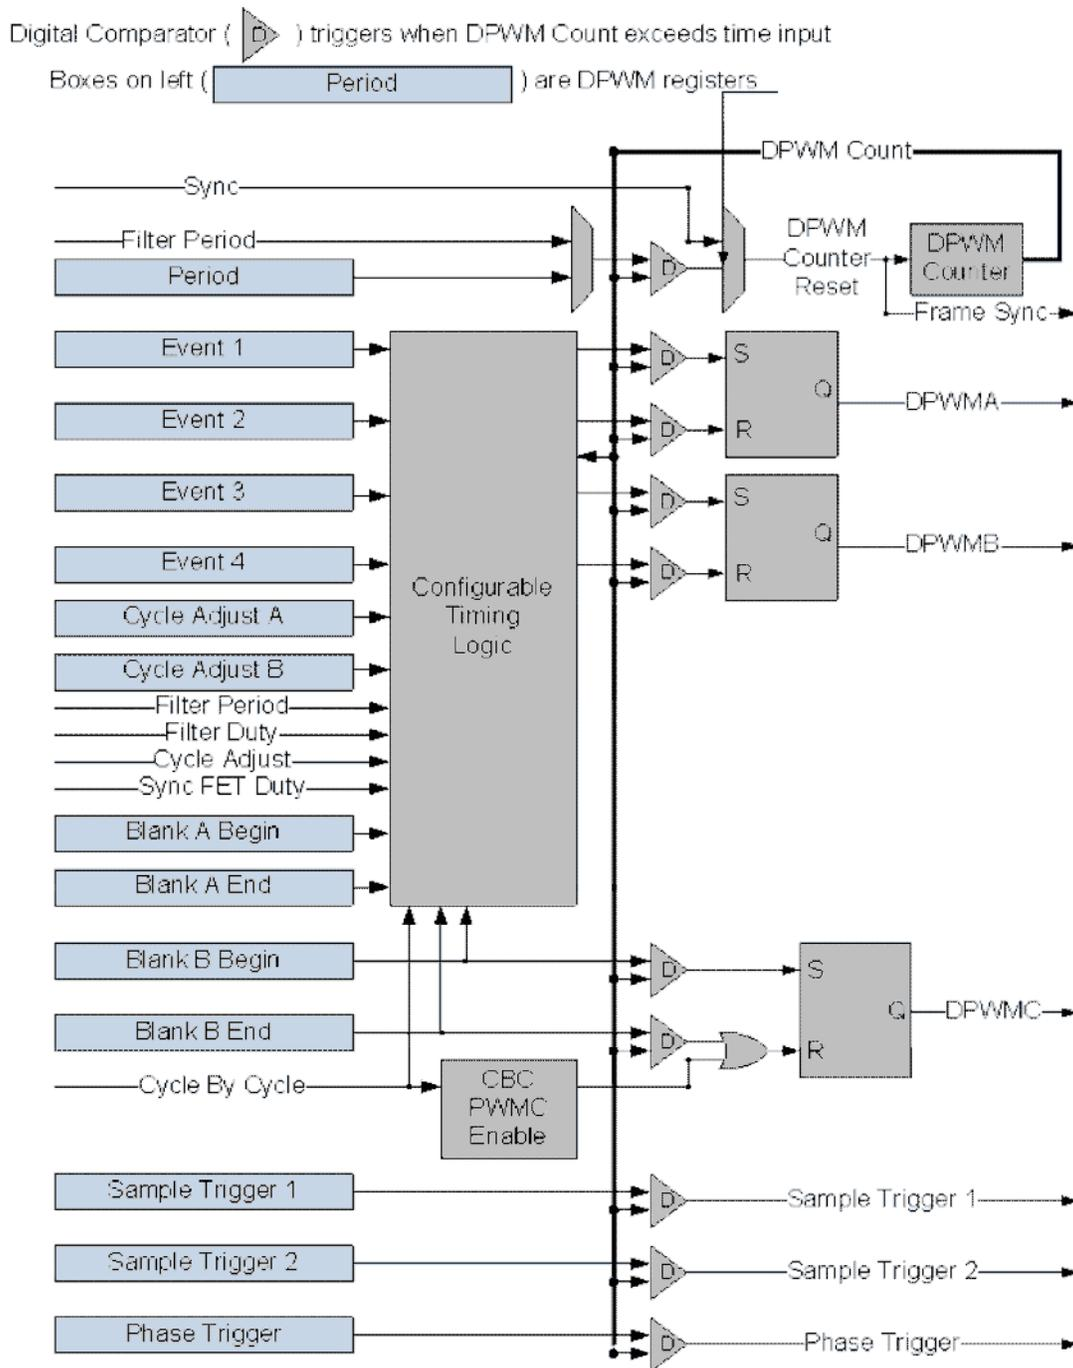 Digital Comparator ( D ) triggers when DPWM Count exceeds time input
Boxes on left ( Period ) are DPWM registers
DPWM Count
Sync
Filter Period
Period
D
DPWM
Counter
Reset
DPWM
Counter
Frame Sync
Event 1
D
S
Q
DPWMA
Event 2
D
R
Event 3
D
S
Q
DPWMB
Event 4
D
R
Configurable
Timing
Logic
Cycle Adjust A
Cycle Adjust B
Filter Period
Filter Duty
Cycle Adjust
Sync FET Duty
Blank A Begin
Blank A End
Blank B Begin
D
S
Q
DPWMC
Blank B End
D
R
Cycle By Cycle
CBC
PWMC
Enable
Sample Trigger 1
D
Sample Trigger 1
Sample Trigger 2
D
Sample Trigger 2
Phase Trigger
D
Phase Trigger